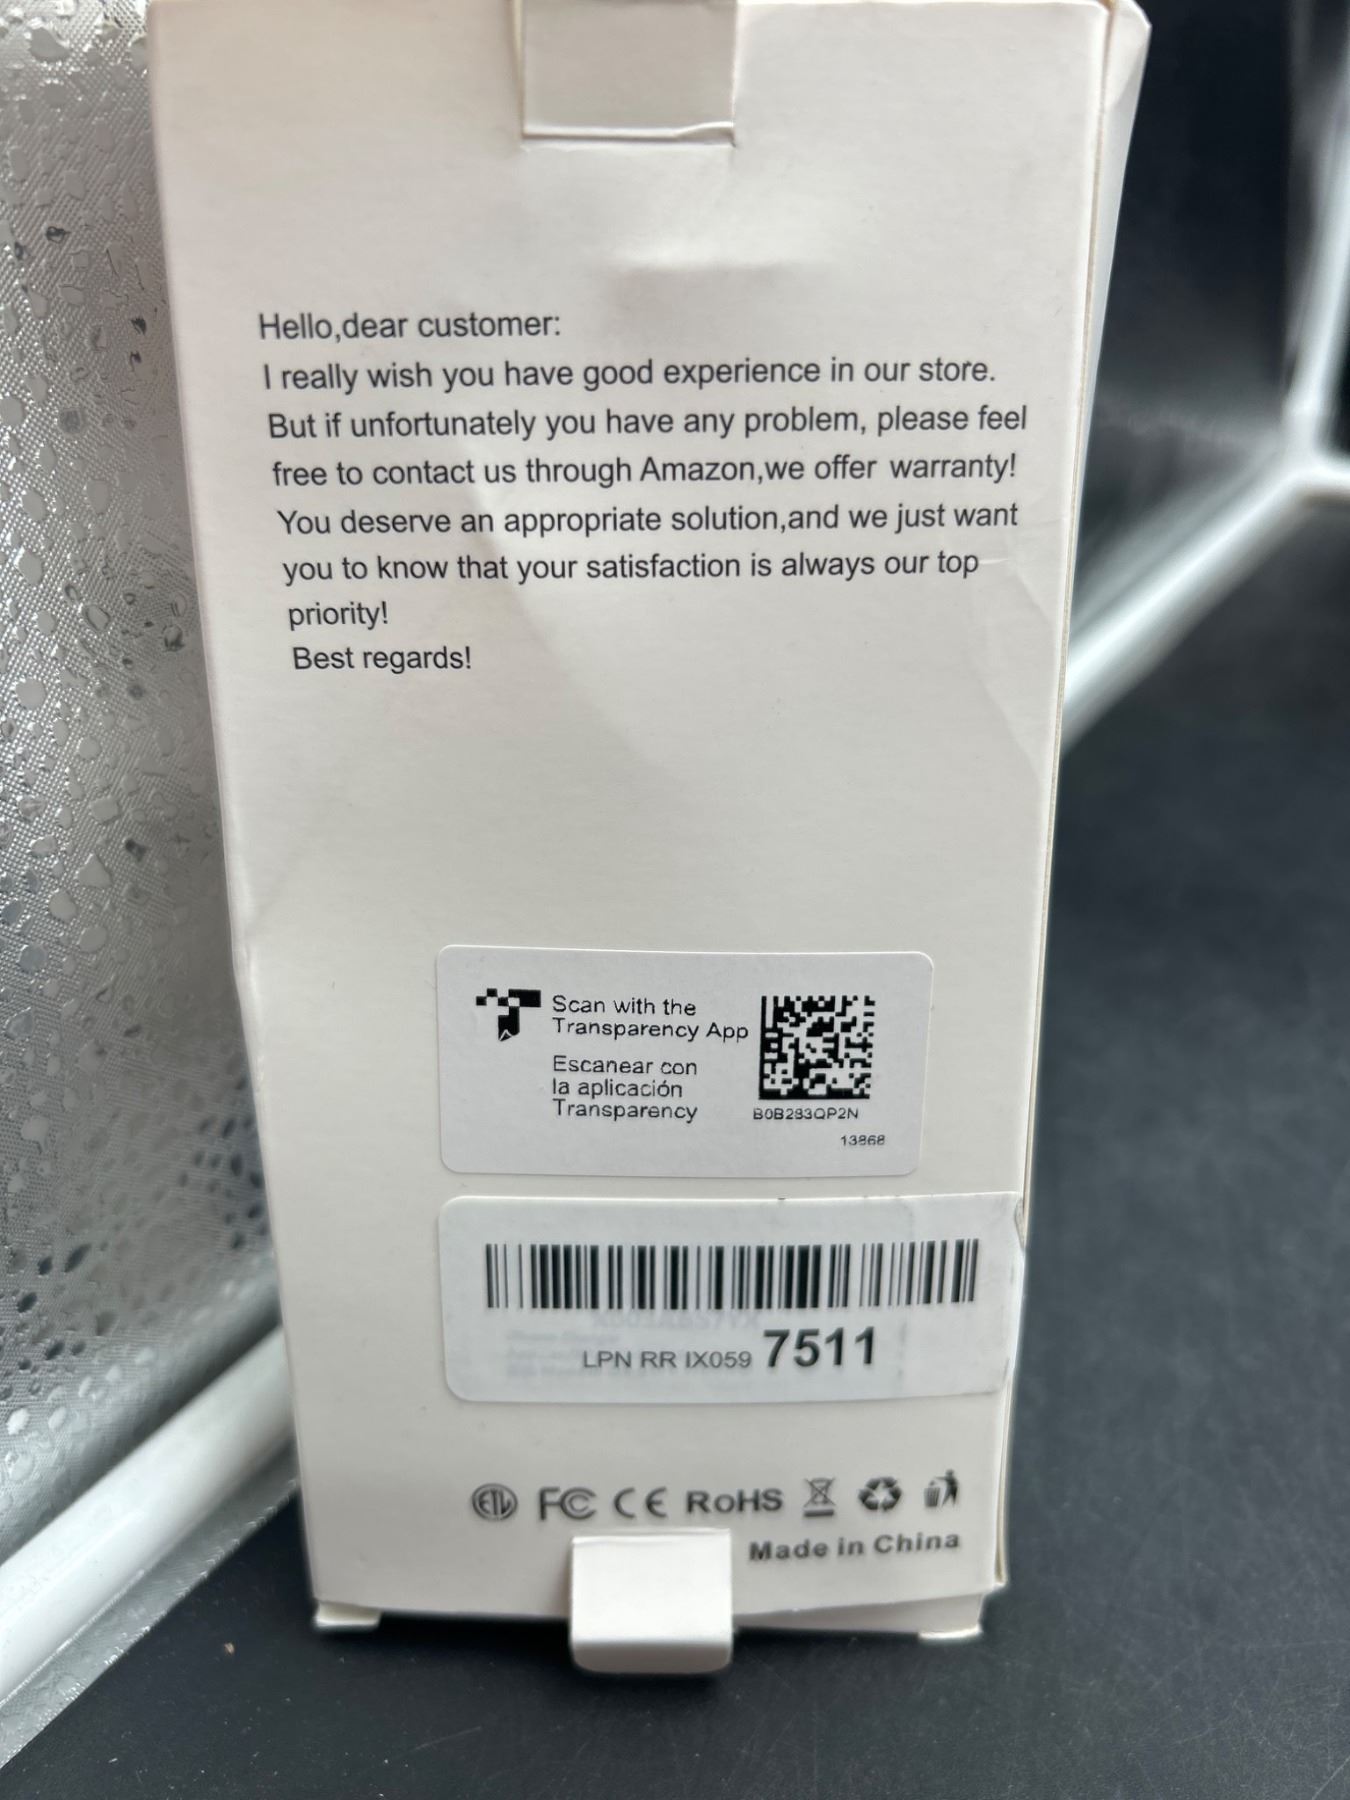 Hello,dear customer:
I really wish you have good experience in our store.
But if unfortunately you have any problem, please feel
free to contact us through Amazon,we offer warranty!
You deserve an appropriate solution,and we just want
you to know that your satisfaction is always our top
priority!
Best regards!
Scan with the
Transparency App
Escanear con
la aplicación
Transparency
B0B283QP2N
13868
LPN RR IX059 7511
ETL FC CE RoHS
Made in China